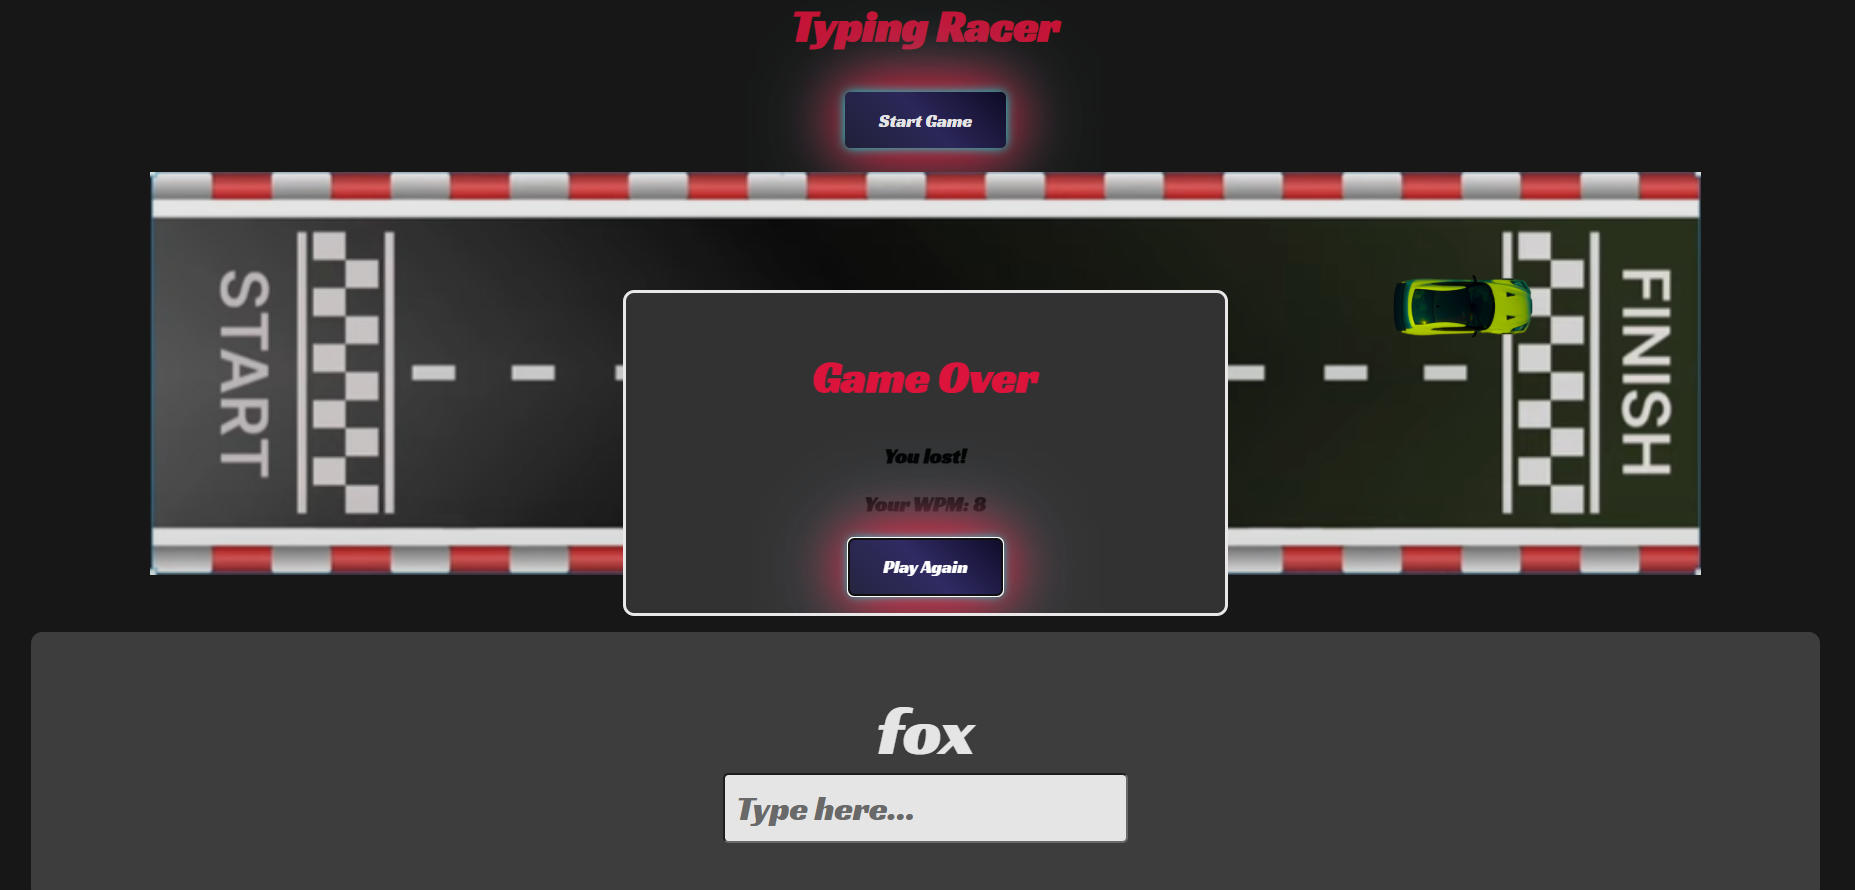 Typing Racer
Start Game
START
FINISH
Game Over
You lost!
Your WPM: 8
Play Again
fox
Type here...